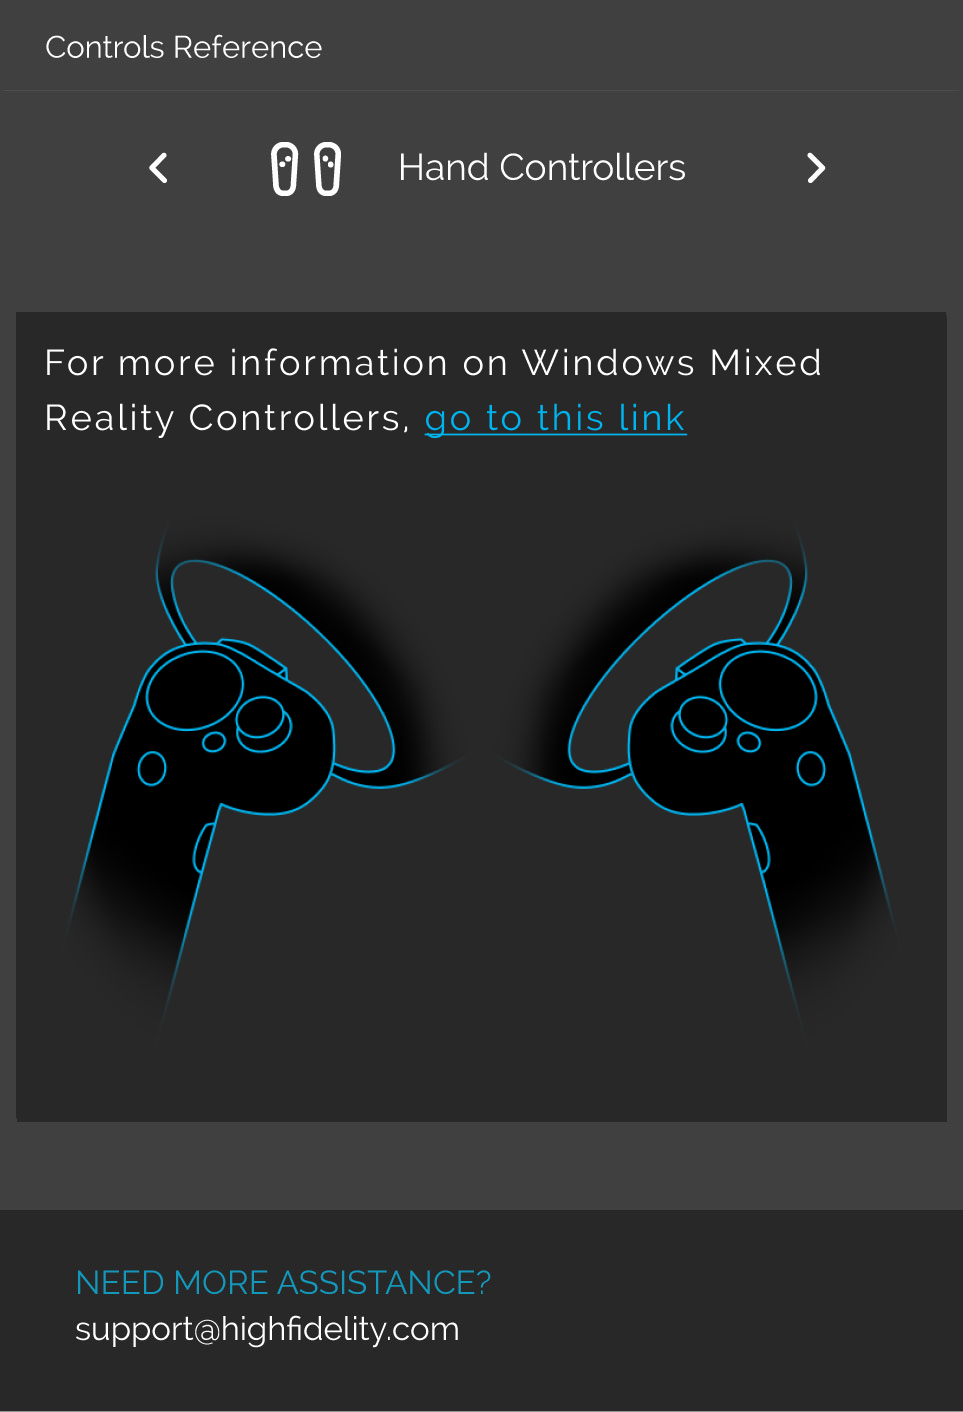 Controls Reference
Hand Controllers
For more information on Windows Mixed
Reality Controllers, go to this link
NEED MORE ASSISTANCE?
support@highfidelity.com